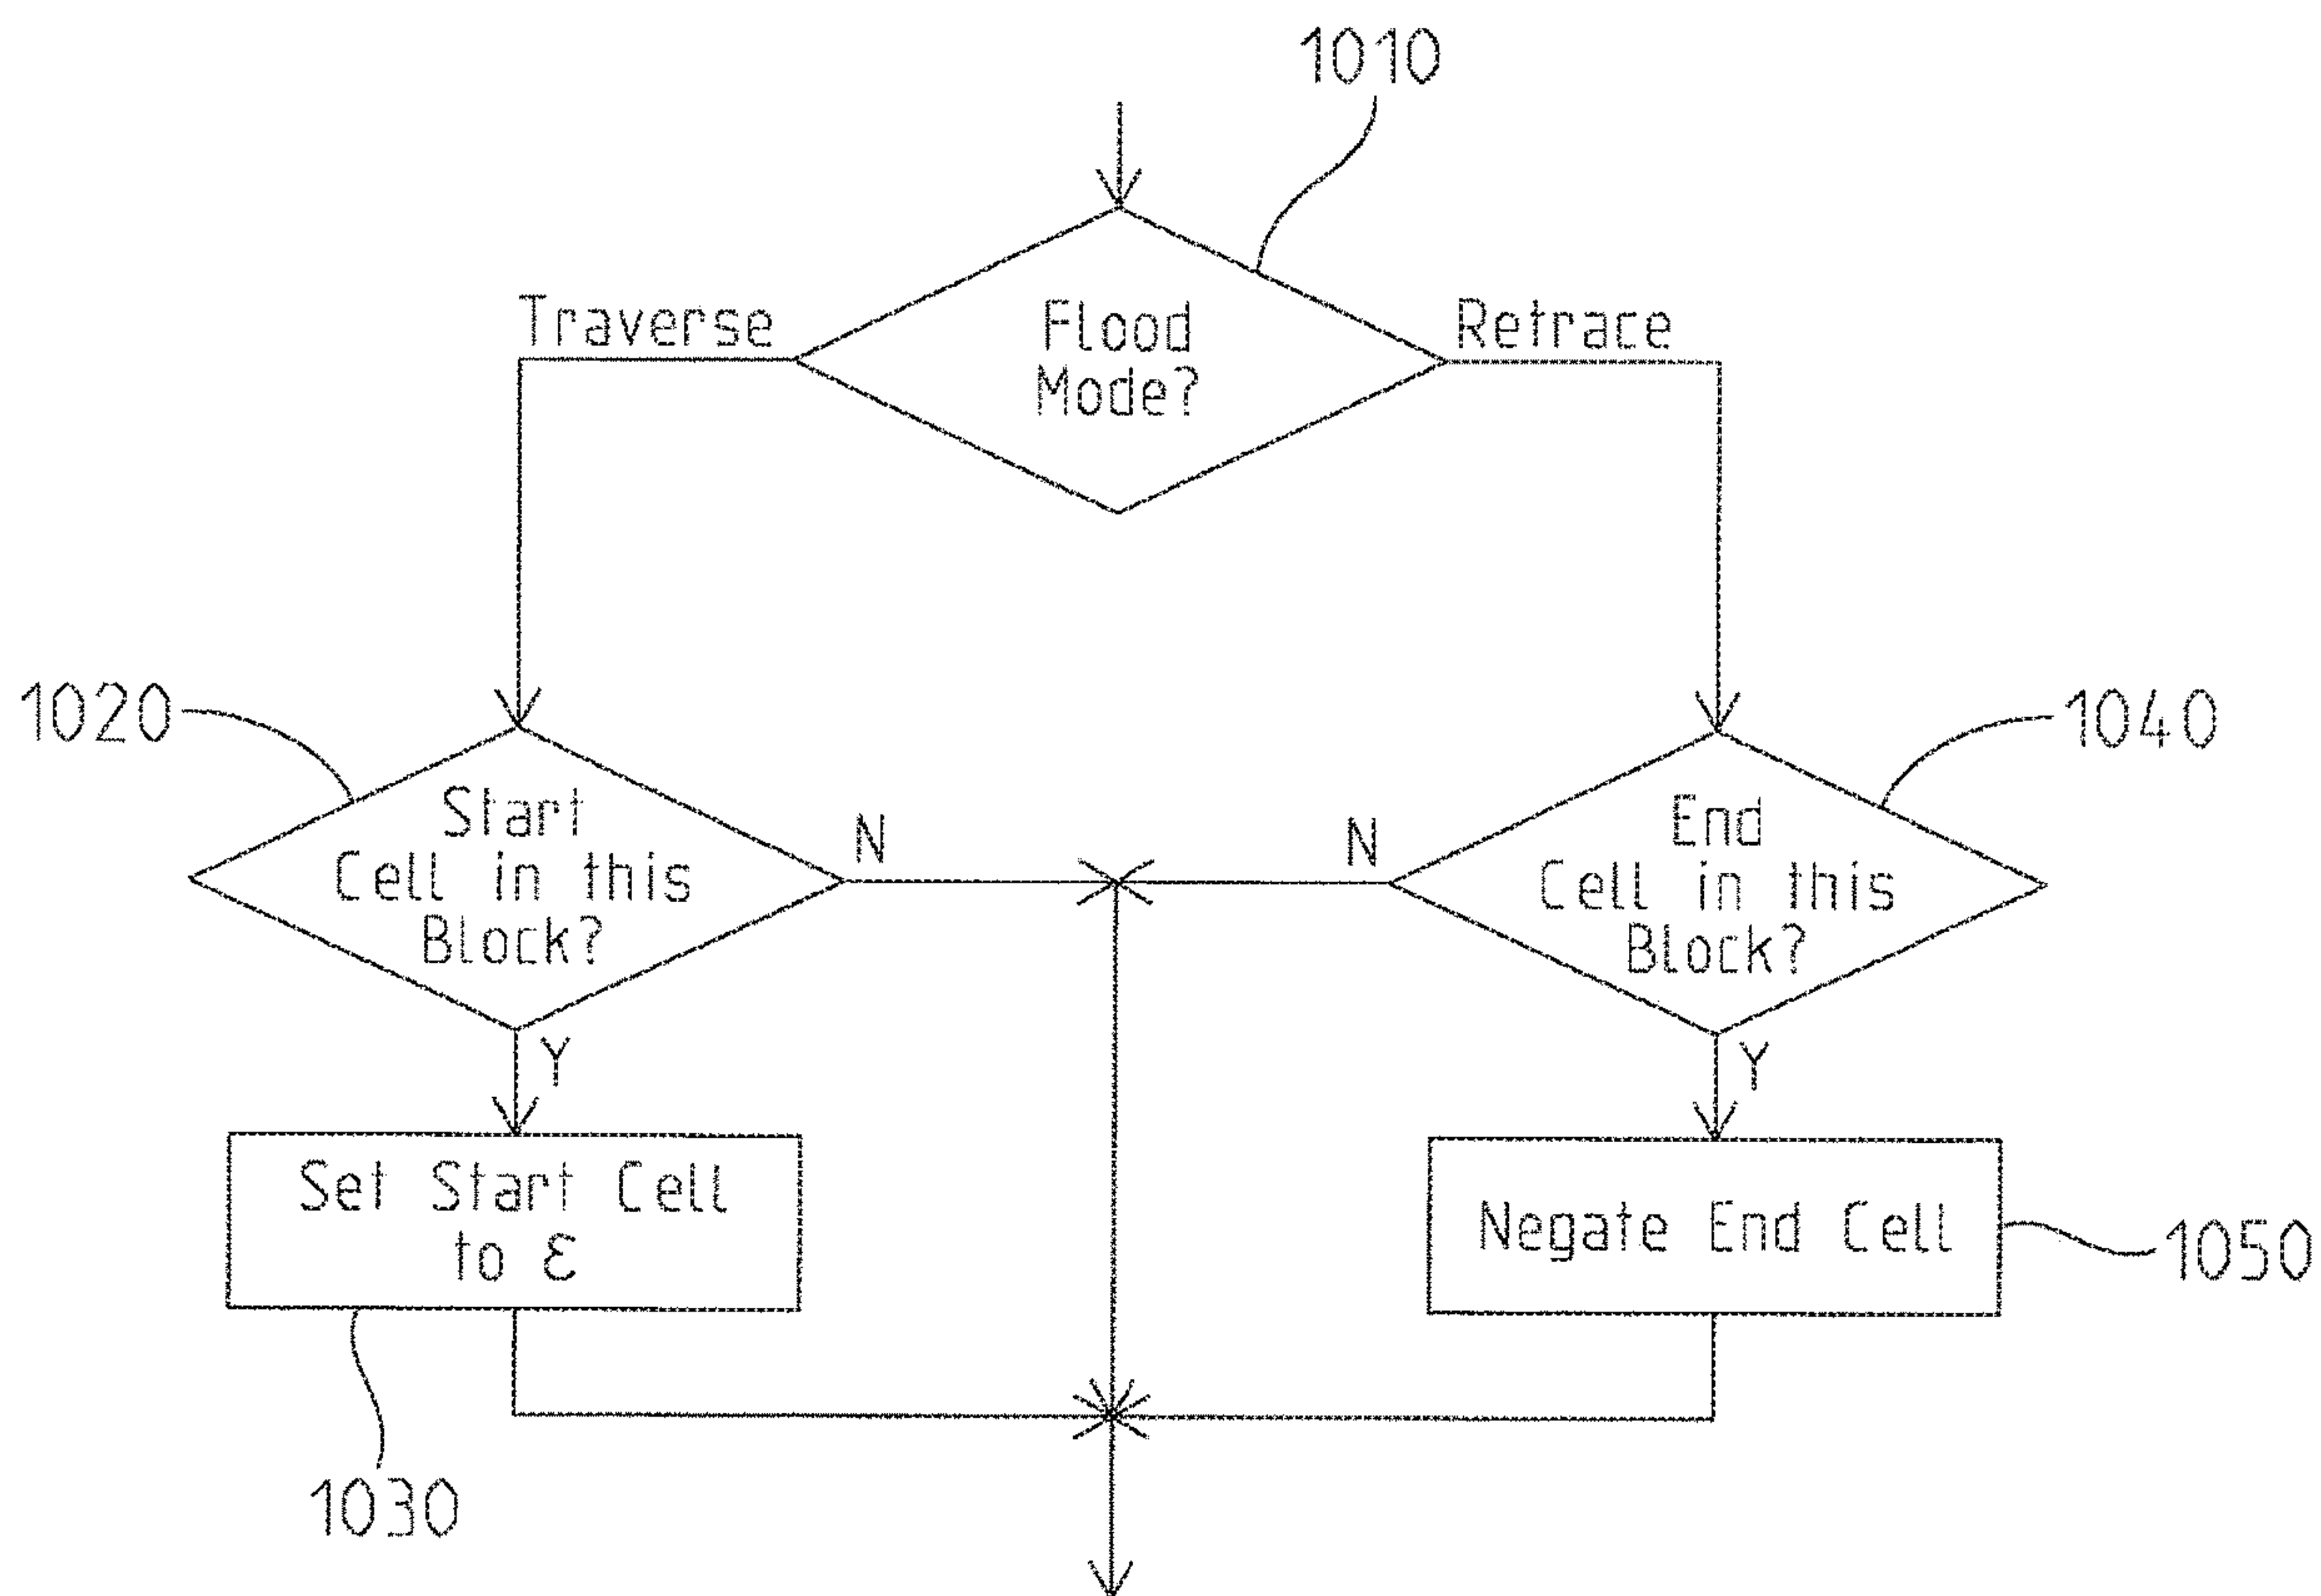 1010
Traverse
Flood
Mode?
Retrace
1020
1040
Start
Cell in this
Block?
N
N
End
Cell in this
Block?
Y
Y
Set Start Cell
to ε
Negate End Cell
1050
1030